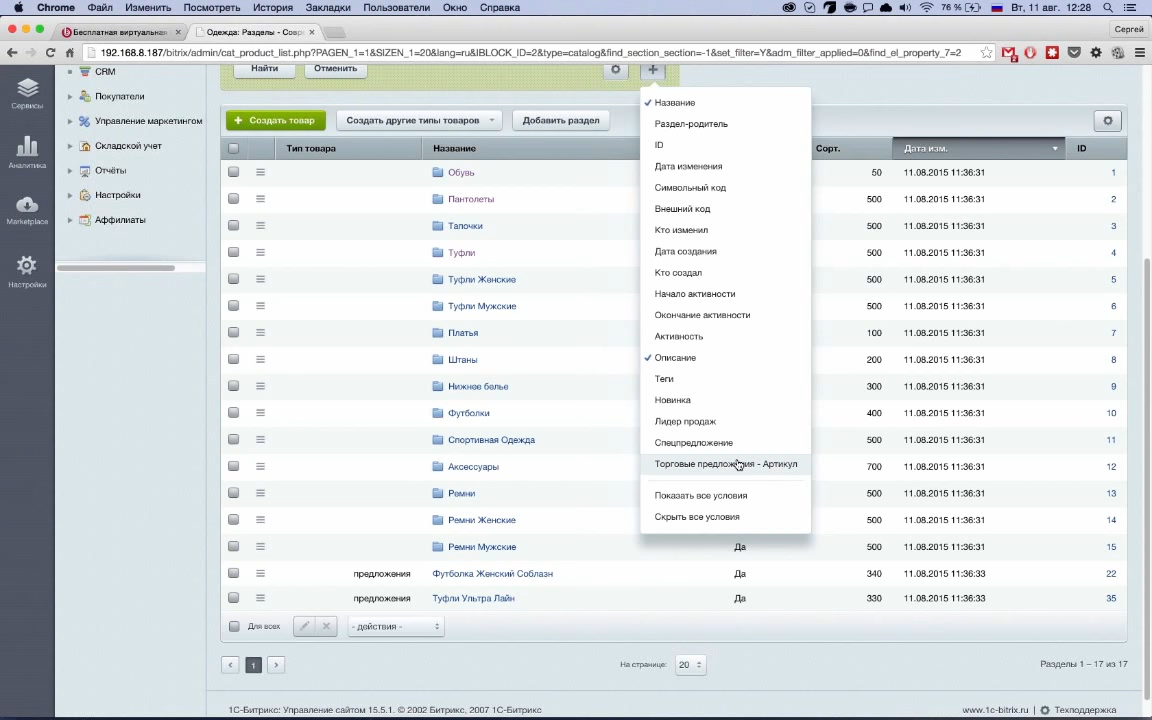 Chrome Файл Изменить Посмотреть История Закладки Пользователи Окно Справка 76 % Вт, 11 авг. 12:28
Бесплатная виртуальная Одежда: Разделы - Совр Сергей
192.168.8.187/bitrix/admin/cat_product_list.php?PAGEN_1=1&SIZEN_1=20&lang=ru&IBLOCK_ID=2&type=catalog&find_section_section=-1&set_filter=Y&adm_filter_applied=0&find_el_property_7=2
Сервисы
Аналитика
Marketplace
Настройки
CRM
Покупатели
Управление маркетингом
Складской учет
Отчёты
Настройки
Аффилиаты
Найти Отменить
Создать товар Создать другие типы товаров Добавить раздел
Тип товара Название Сорт. Дата изм. ID
Обувь 50 11.08.2015 11:36:31 1
Пантолеты 500 11.08.2015 11:36:31 2
Тапочки 500 11.08.2015 11:36:31 3
Туфли 500 11.08.2015 11:36:31 4
Туфли Женские 500 11.08.2015 11:36:31 5
Туфли Мужские 500 11.08.2015 11:36:31 6
Платья 100 11.08.2015 11:36:31 7
Штаны 200 11.08.2015 11:36:31 8
Нижнее белье 300 11.08.2015 11:36:31 9
Футболки 400 11.08.2015 11:36:31 10
Спортивная Одежда 500 11.08.2015 11:36:31 11
Аксессуары 700 11.08.2015 11:36:31 12
Ремни 500 11.08.2015 11:36:31 13
Ремни Женские 500 11.08.2015 11:36:31 14
Ремни Мужские Да 500 11.08.2015 11:36:31 15
предложения Футболка Женский Соблазн Да 340 11.08.2015 11:36:33 22
предложения Туфли Ультра Лайн Да 330 11.08.2015 11:36:33 35
Название
Раздел-родитель
ID
Дата изменения
Символьный код
Внешний код
Кто изменил
Дата создания
Кто создал
Начало активности
Окончание активности
Активность
Описание
Теги
Новинка
Лидер продаж
Спецпредложение
Торговые предложения - Артикул
Показать все условия
Скрыть все условия
Для всех - действия -
1 На странице: 20 Разделы 1 – 17 из 17
1С-Битрикс: Управление сайтом 15.5.1. © 2002 Битрикс, 2007 1С-Битрикс www.1c-bitrix.ru Техподдержка